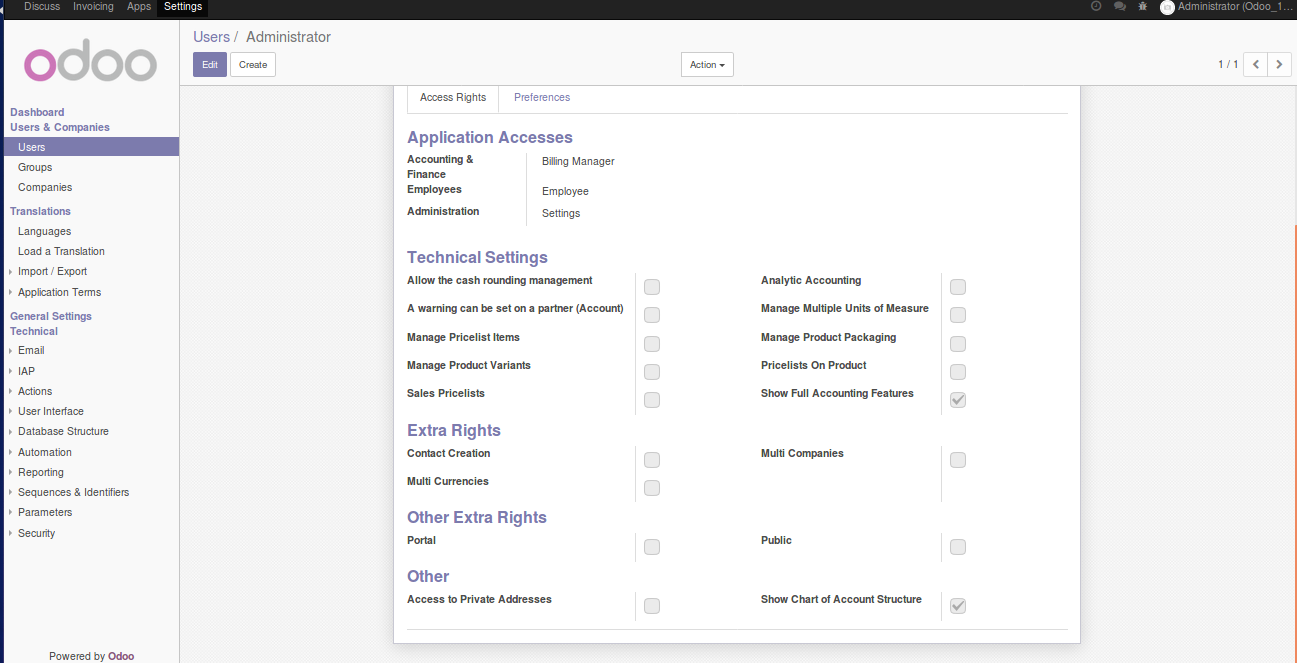 Discuss Invoicing Apps Settings
Administrator (Odoo_1...
odoo
Users / Administrator
Edit Create
Action
1 / 1
Dashboard
Users & Companies
Users
Groups
Companies
Translations
Languages
Load a Translation
Import / Export
Application Terms
General Settings
Technical
Email
IAP
Actions
User Interface
Database Structure
Automation
Reporting
Sequences & Identifiers
Parameters
Security
Powered by Odoo
Access Rights Preferences
Application Accesses
Accounting &
Finance
Billing Manager
Employees
Employee
Administration
Settings
Technical Settings
Allow the cash rounding management
Analytic Accounting
A warning can be set on a partner (Account)
Manage Multiple Units of Measure
Manage Pricelist Items
Manage Product Packaging
Manage Product Variants
Pricelists On Product
Sales Pricelists
Show Full Accounting Features
Extra Rights
Contact Creation
Multi Companies
Multi Currencies
Other Extra Rights
Portal
Public
Other
Access to Private Addresses
Show Chart of Account Structure